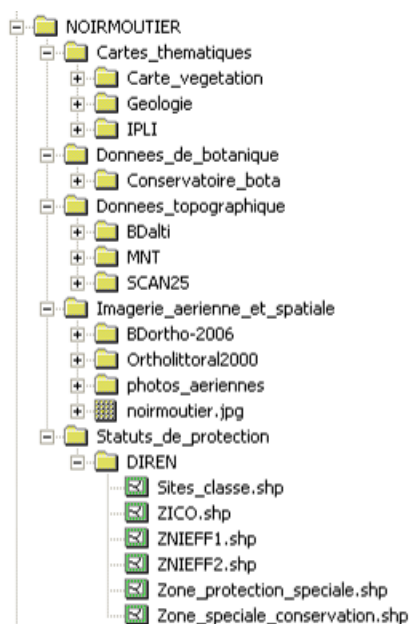 NOIRMOUTIER
Cartes_thematiques
Carte_vegetation
Geologie
IPLI
Donnees_de_botanique
Conservatoire_bota
Donnees_topographique
BDalti
MNT
SCAN25
Imagerie_aerienne_et_spatiale
BDortho-2006
Ortholittoral2000
photos_aeriennes
noirmoutier.jpg
Statuts_de_protection
DIREN
Sites_classe.shp
ZICO.shp
ZNIEFF1.shp
ZNIEFF2.shp
Zone_protection_speciale.shp
Zone_speciale_conservation.shp